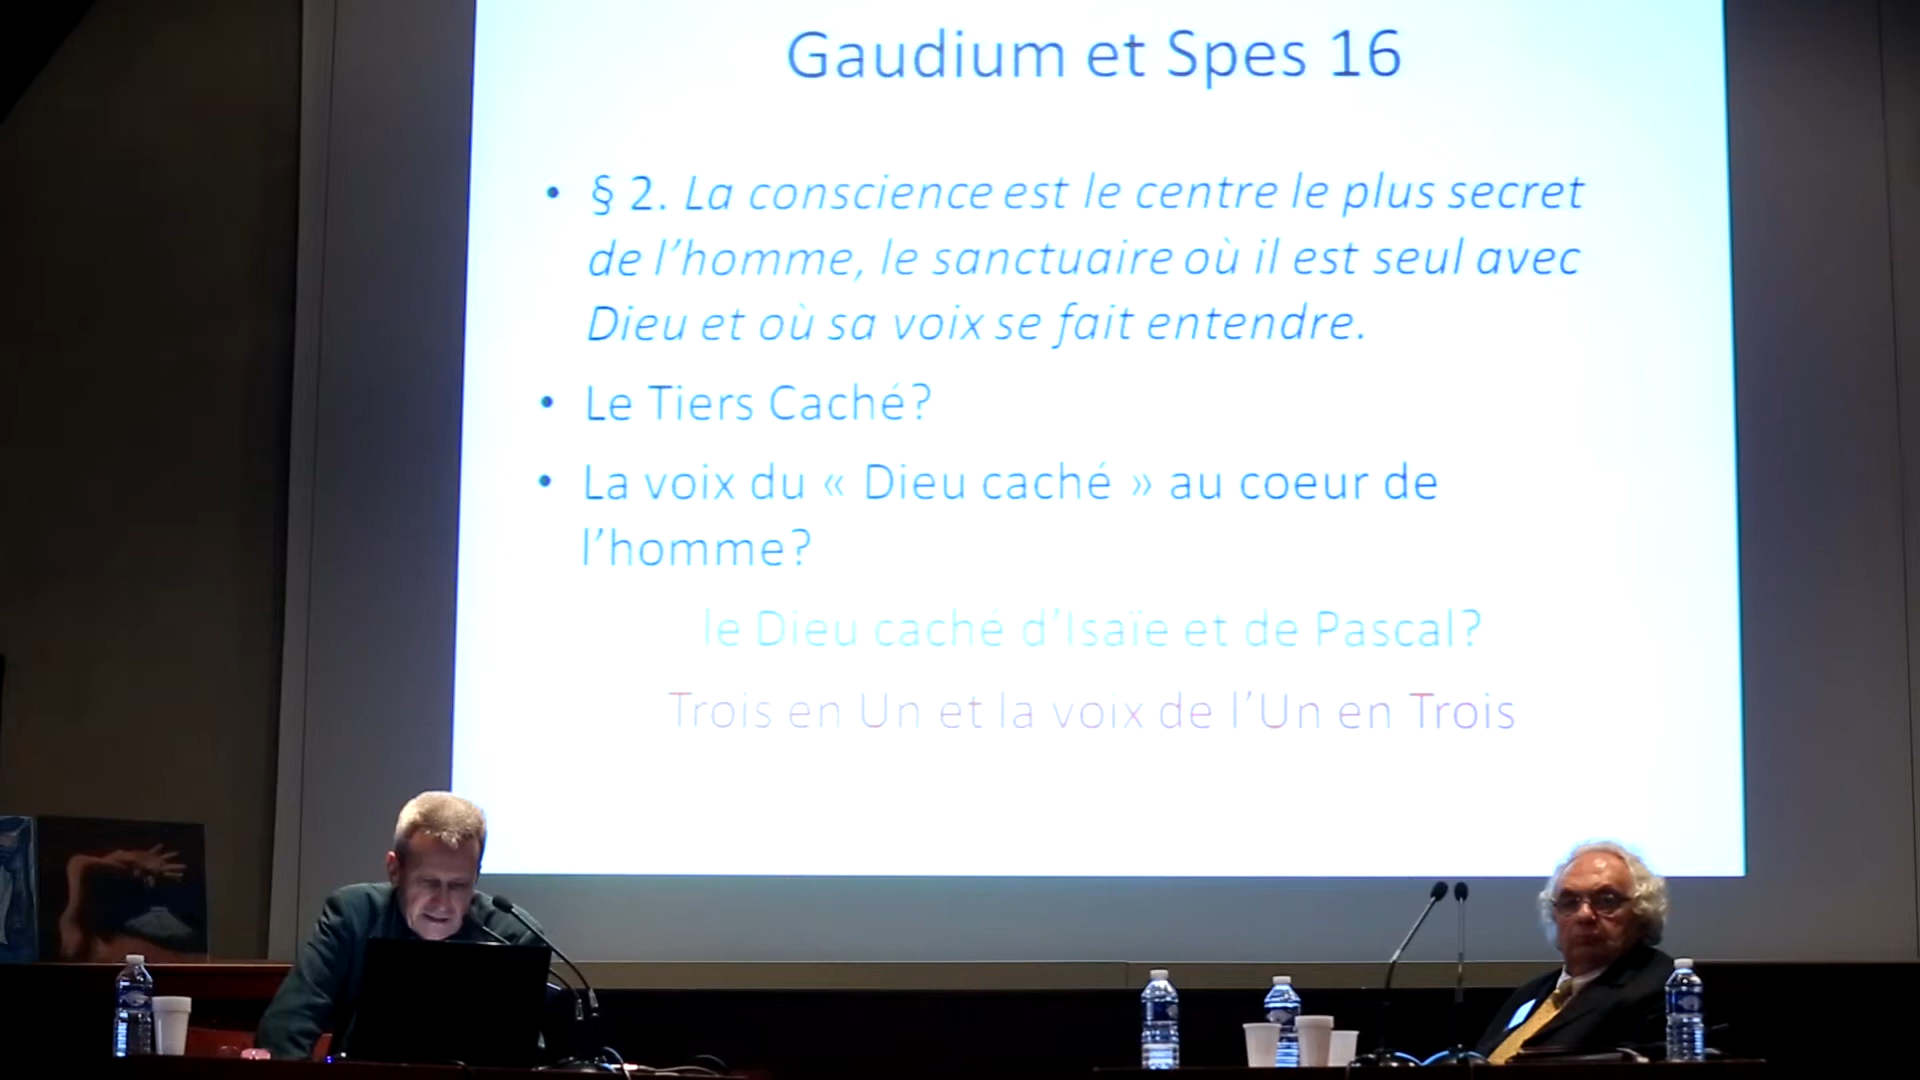 Gaudium et Spes 16
• § 2. La conscience est le centre le plus secret
de l’homme, le sanctuaire où il est seul avec
Dieu et où sa voix se fait entendre.
• Le Tiers Caché?
• La voix du « Dieu caché » au coeur de
l’homme?
le Dieu caché d’Isaïe et de Pascal?
Trois en Un et la voix de l’Un en Trois